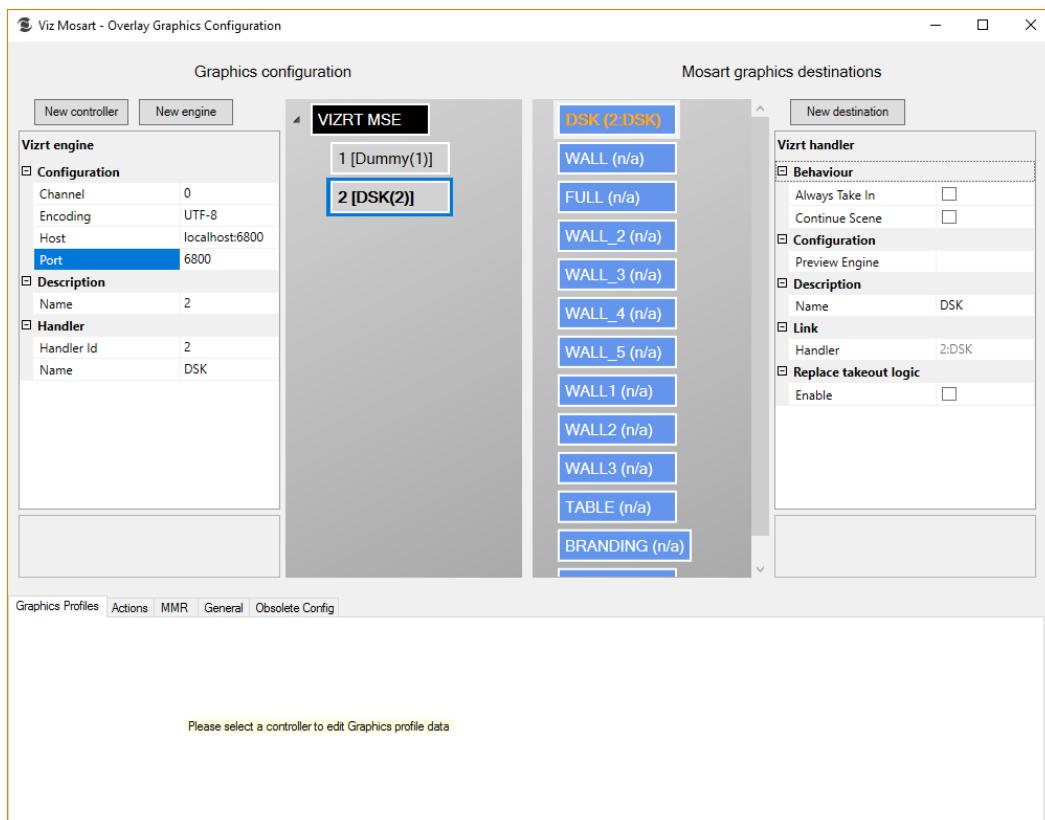 Viz Mosart - Overlay Graphics Configuration
Graphics configuration
Mosart graphics destinations
New controller
New engine
Vizrt engine
Configuration
Channel 0
Encoding UTF-8
Host localhost:6800
Port 6800
Description
Name 2
Handler
Handler Id 2
Name DSK
VIZRT MSE
1 [Dummy(1)]
2 [DSK(2)]
DSK (2:DSK)
WALL (n/a)
FULL (n/a)
WALL_2 (n/a)
WALL_3 (n/a)
WALL_4 (n/a)
WALL_5 (n/a)
WALL1 (n/a)
WALL2 (n/a)
WALL3 (n/a)
TABLE (n/a)
BRANDING (n/a)
New destination
Vizrt handler
Behaviour
Always Take In
Continue Scene
Configuration
Preview Engine
Description
Name DSK
Link
Handler 2:DSK
Replace takeout logic
Enable
Graphics Profiles Actions MMR General Obsolete Config
Please select a controller to edit Graphics profile data